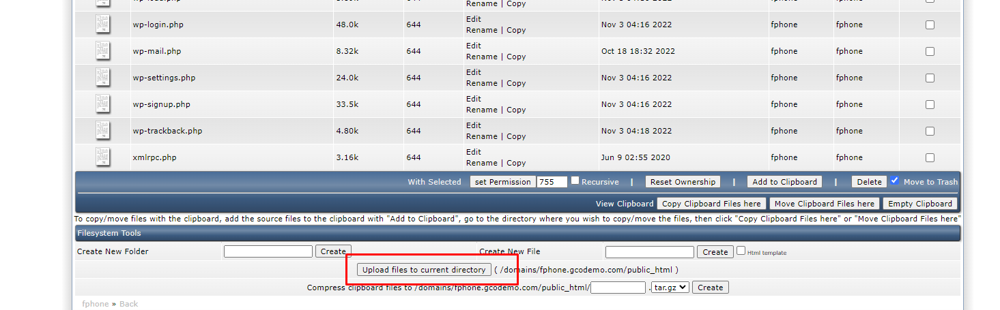 Rename | Copy
wp-login.php 48.0k 644 Edit Nov 3 04:16 2022 fphone fphone
Rename | Copy
wp-mail.php 8.32k 644 Edit Oct 18 18:32 2022 fphone fphone
Rename | Copy
wp-settings.php 24.0k 644 Edit Nov 3 04:16 2022 fphone fphone
Rename | Copy
wp-signup.php 33.5k 644 Edit Nov 3 04:16 2022 fphone fphone
Rename | Copy
wp-trackback.php 4.80k 644 Edit Nov 3 04:18 2022 fphone fphone
Rename | Copy
xmlrpc.php 3.16k 644 Edit Jun 9 02:55 2020 fphone fphone
Rename | Copy
With Selected set Permission 755 Recursive | Reset Ownership | Add to Clipboard | Delete Move to Trash
View Clipboard Copy Clipboard Files here Move Clipboard Files here Empty Clipboard
To copy/move files with the clipboard, add the source files to the clipboard with "Add to Clipboard", go to the directory where you wish to copy/move the files, then click "Copy Clipboard Files here" or "Move Clipboard Files here"
Filesystem Tools
Create New Folder Create Create New File Create Html template
Upload files to current directory ( /domains/fphone.gcodemo.com/public_html )
Compress clipboard files to /domains/fphone.gcodemo.com/public_html/ . tar.gz Create
fphone » Back